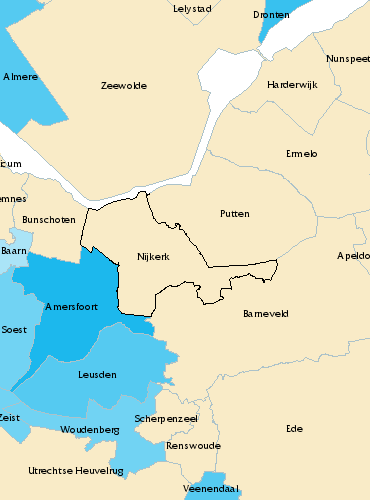 Lelystad
Dronten
Nunspeet
Almere
Zeewolde
Harderwijk
Ermelo
icum
emnes
Bunschoten
Putten
Baarn
Nijkerk
Apeldo
Amersfoort
Barneveld
Soest
Leusden
Zeist
Scherpenzeel
Woudenberg
Ede
Renswoude
Utrechtse Heuvelrug
Veenendaal